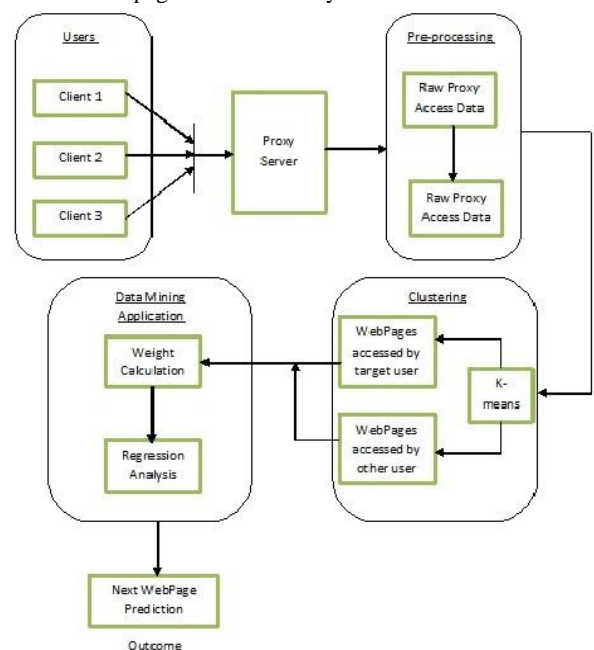 Users
Client 1
Client 2
Client 3
Proxy
Server
Pre-processing
Raw Proxy
Access Data
Raw Proxy
Access Data
Data Mining
Application
Weight
Calculation
Regression
Analysis
Clustering
WebPages
accessed by
target user
K-
means
WebPages
accessed by
other user
Next WebPage
Prediction
Outcome